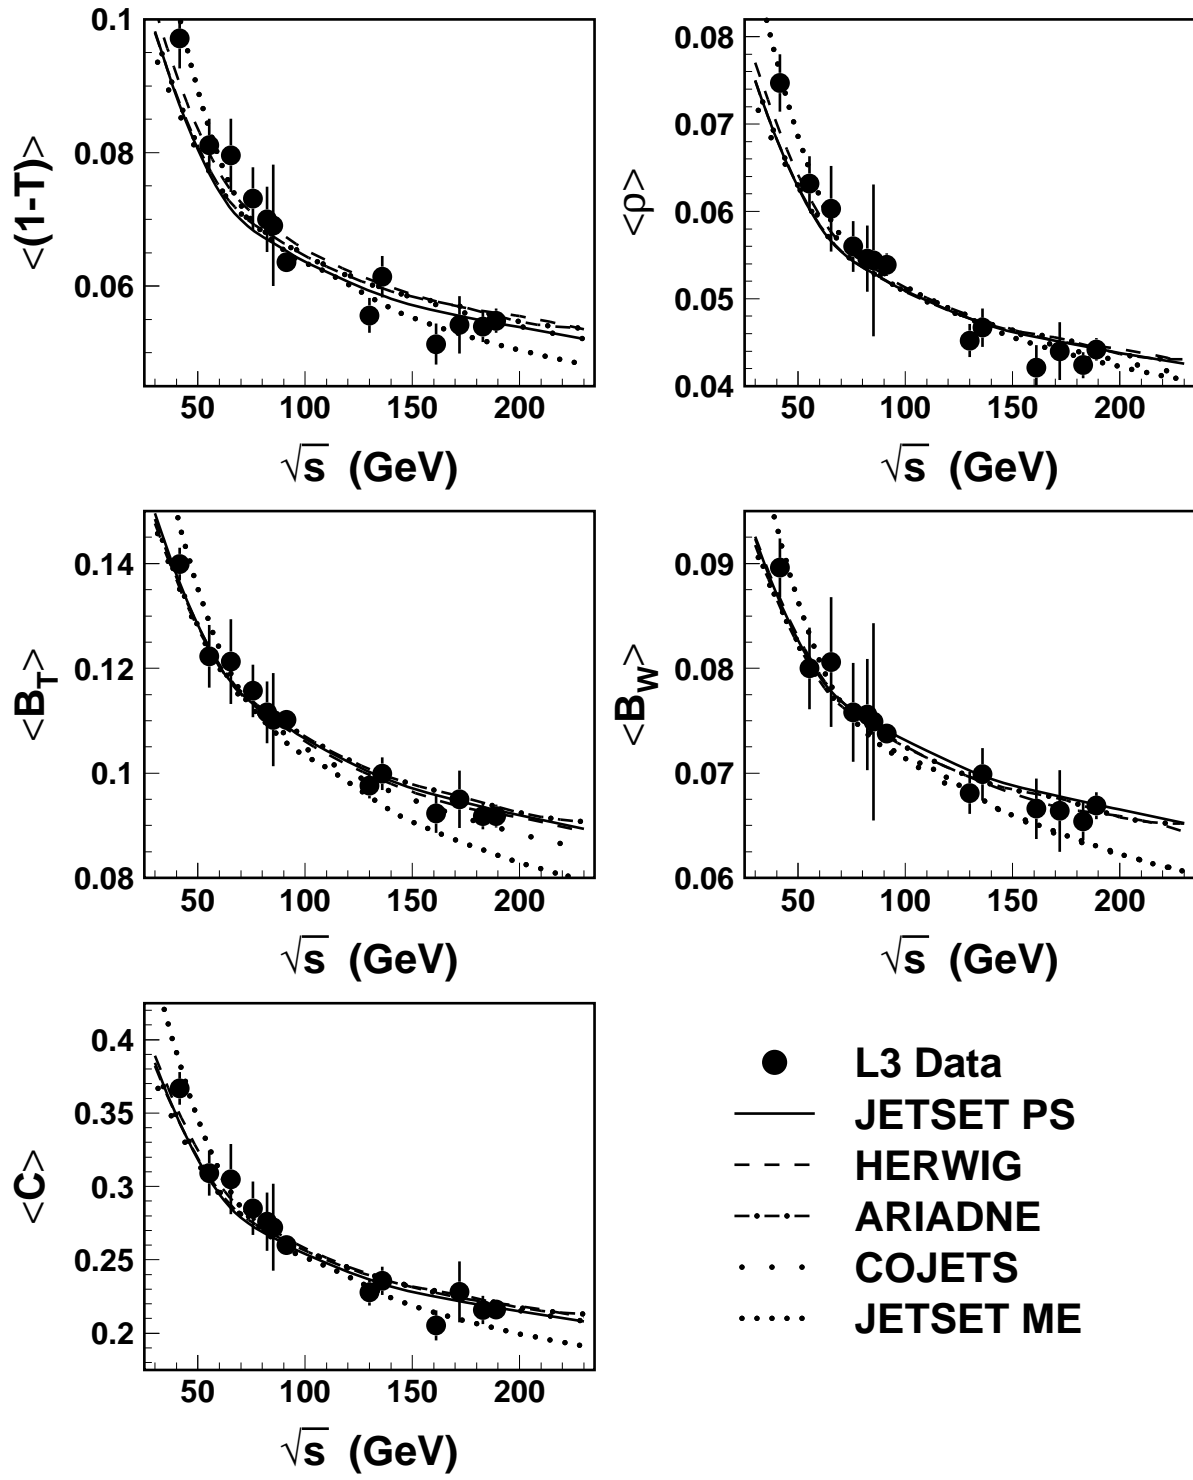 <(1-T)>
0.1
0.08
0.06
50 100 150 200
√s (GeV)
<ρ>
0.08
0.07
0.06
0.05
0.04
50 100 150 200
√s (GeV)
<B_T>
0.14
0.12
0.1
0.08
50 100 150 200
√s (GeV)
<B_W>
0.09
0.08
0.07
0.06
50 100 150 200
√s (GeV)
<C>
0.4
0.35
0.3
0.25
0.2
50 100 150 200
√s (GeV)
L3 Data
JETSET PS
HERWIG
ARIADNE
COJETS
JETSET ME